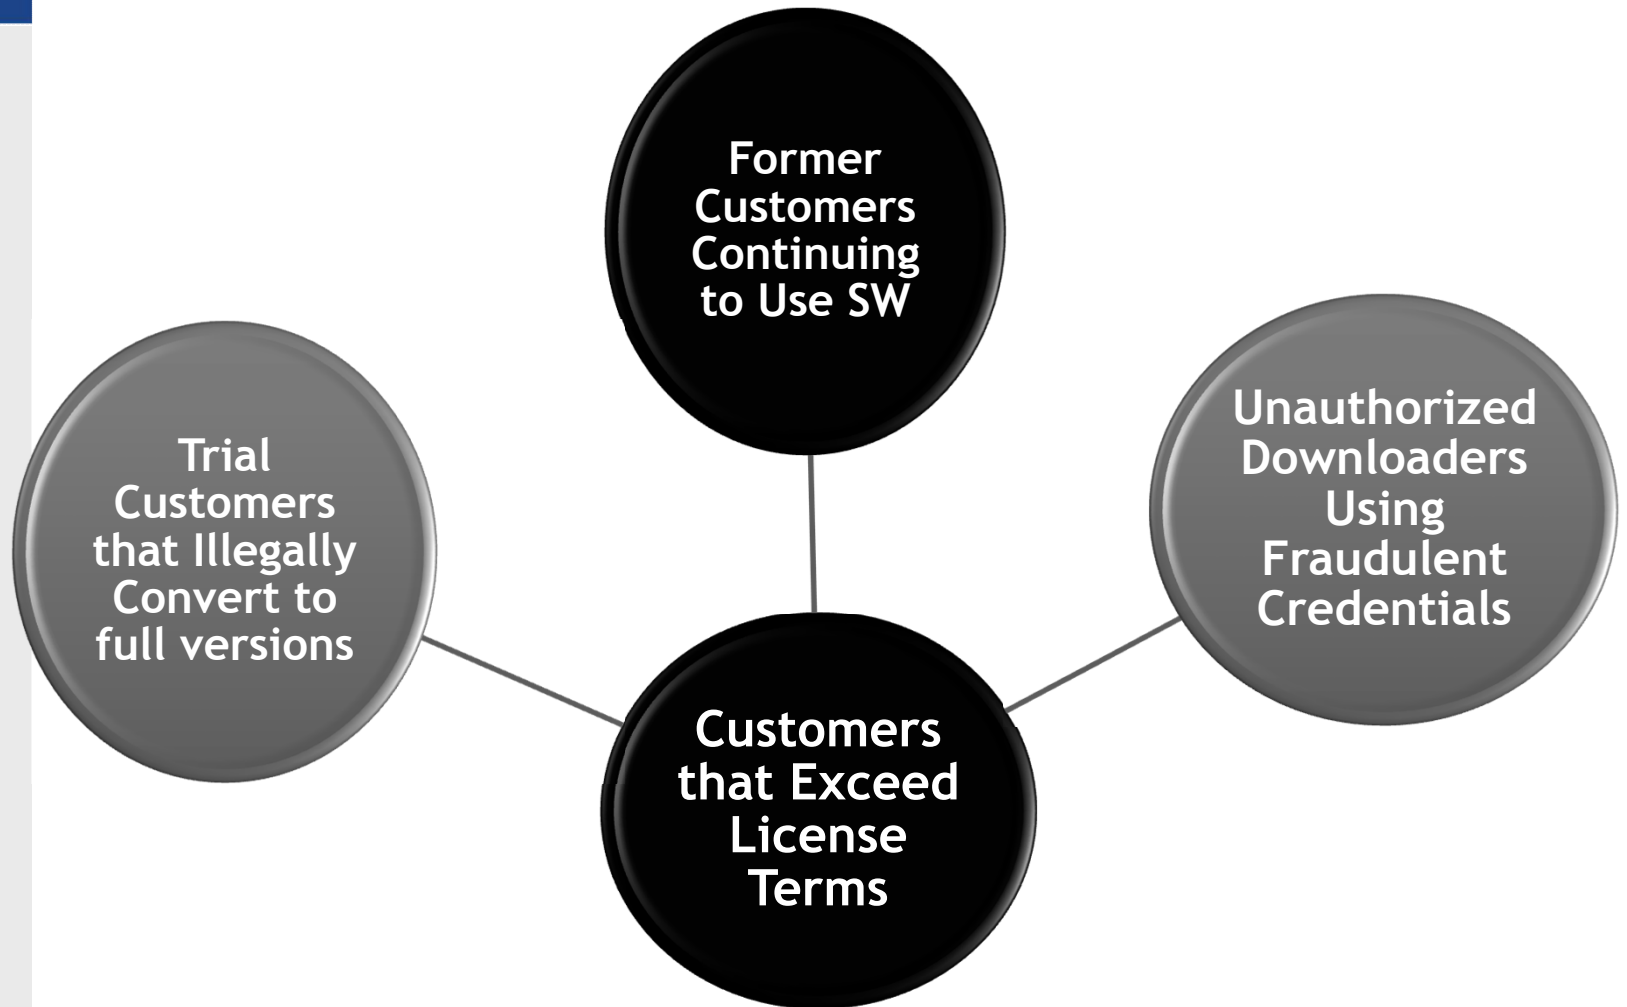 Former
Customers
Continuing
to Use SW
Trial
Customers
that Illegally
Convert to
full versions
Unauthorized
Downloaders
Using
Fraudulent
Credentials
Customers
that Exceed
License
Terms